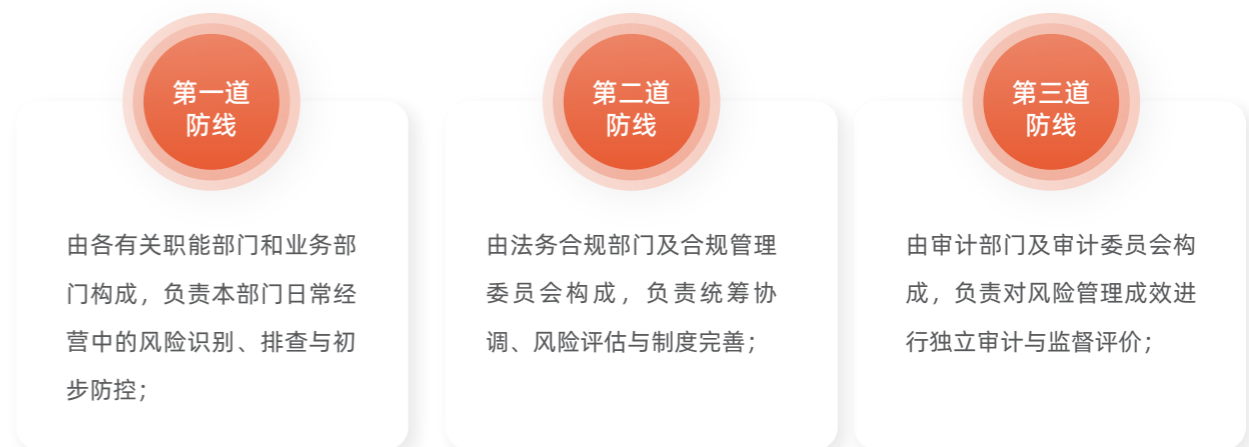 第一道
防线
由各有关职能部门和业务部
门构成，负责本部门日常经
营中的风险识别、排查与初
步防控；
第二道
防线
由法务合规部门及合规管理
委员会构成，负责统筹协
调、风险评估与制度完善；
第三道
防线
由审计部门及审计委员会构
成，负责对风险管理成效进
行独立审计与监督评价；